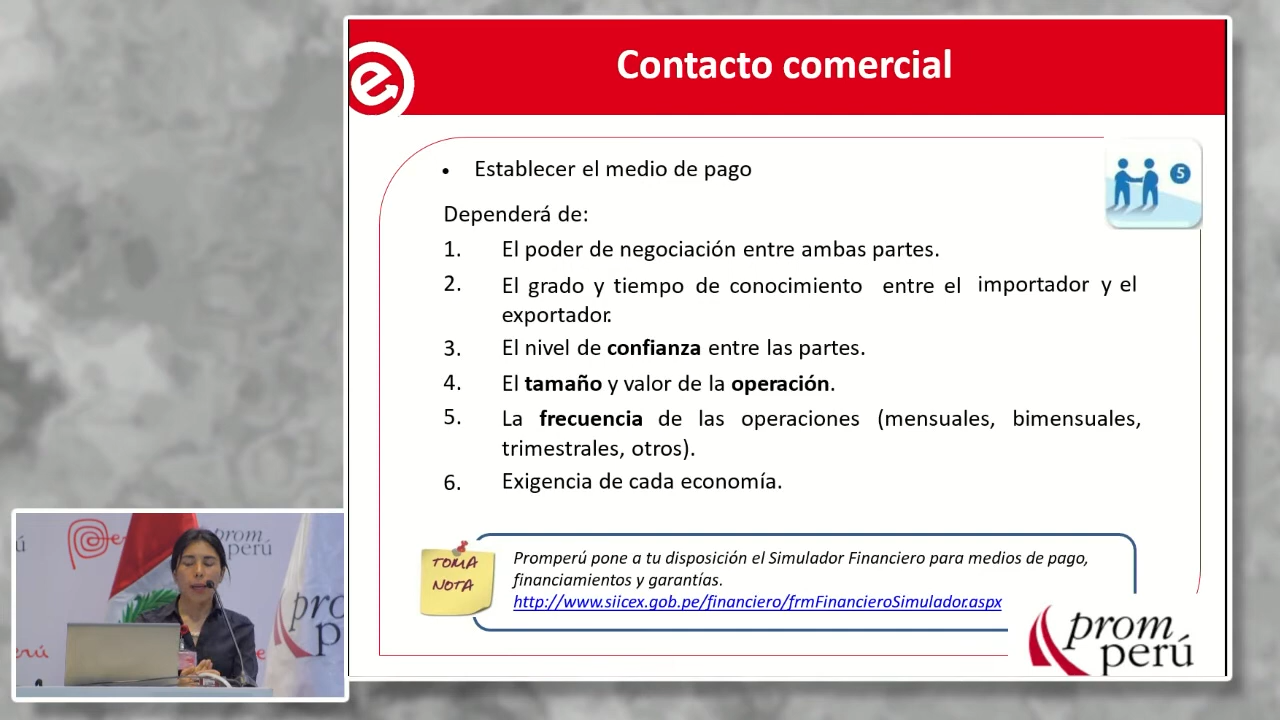 Contacto comercial
• Establecer el medio de pago
5
Dependerá de:
1. El poder de negociación entre ambas partes.
2. El grado y tiempo de conocimiento entre el importador y el
exportador.
3. El nivel de confianza entre las partes.
4. El tamaño y valor de la operación.
5. La frecuencia de las operaciones (mensuales, bimensuales,
trimestrales, otros).
6. Exigencia de cada economía.
TOMA
NOTA
Promperú pone a tu disposición el Simulador Financiero para medios de pago,
financiamientos y garantías.
http://www.siicex.gob.pe/financiero/frmFinancieroSimulador.aspx
prom
perú
prom
perú